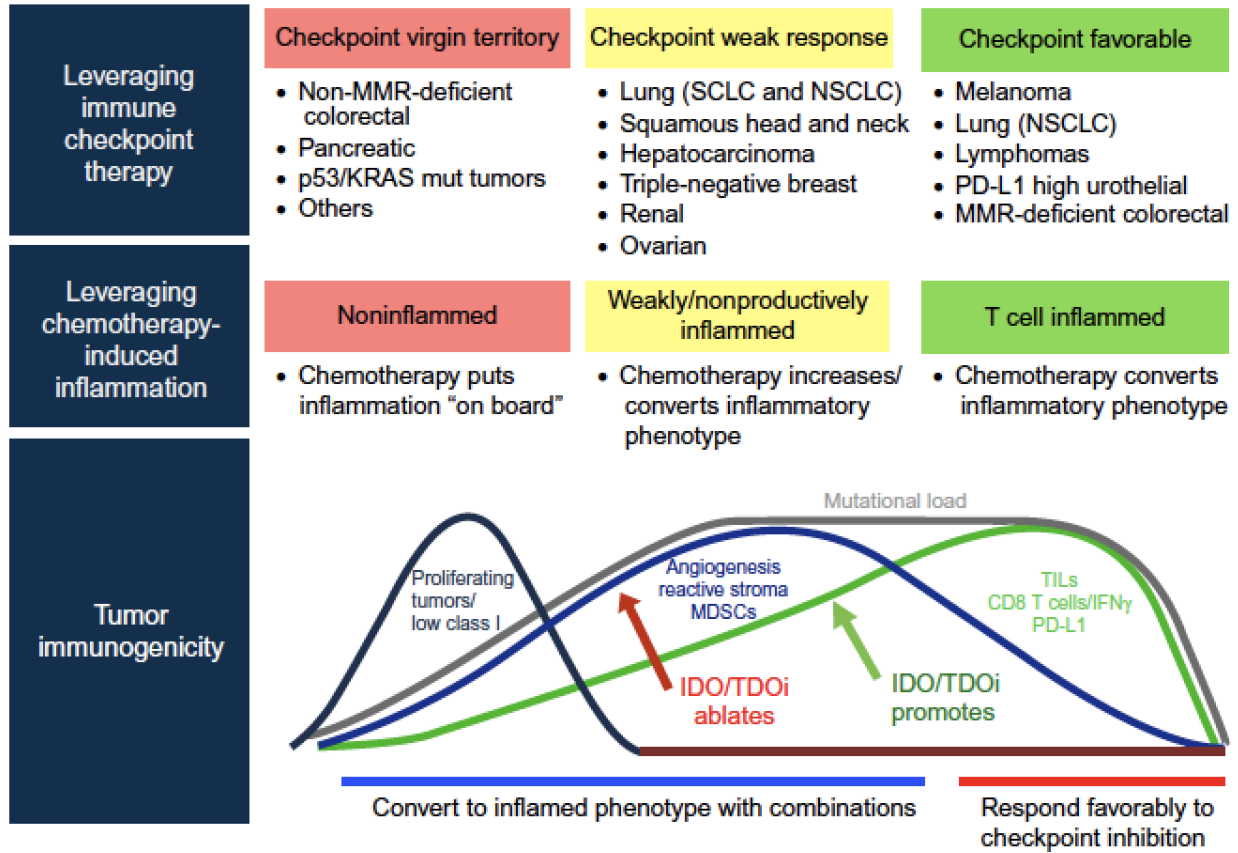 Leveraging
immune
checkpoint
therapy
Checkpoint virgin territory
• Non-MMR-deficient
colorectal
• Pancreatic
• p53/KRAS mut tumors
• Others
Checkpoint weak response
• Lung (SCLC and NSCLC)
• Squamous head and neck
• Hepatocarcinoma
• Triple-negative breast
• Renal
• Ovarian
Checkpoint favorable
• Melanoma
• Lung (NSCLC)
• Lymphomas
• PD-L1 high urothelial
• MMR-deficient colorectal
Leveraging
chemotherapy-
induced
inflammation
Noninflammed
• Chemotherapy puts
inflammation “on board”
Weakly/nonproductively
inflammed
• Chemotherapy increases/
converts inflammatory
phenotype
T cell inflammed
• Chemotherapy converts
inflammatory phenotype
Tumor
immunogenicity
Mutational load
Proliferating
tumors/
low class I
Angiogenesis
reactive stroma
MDSCs
TILs
CD8 T cells/IFNγ
PD-L1
IDO/TDOi
ablates
IDO/TDOi
promotes
Convert to inflamed phenotype with combinations
Respond favorably to
checkpoint inhibition